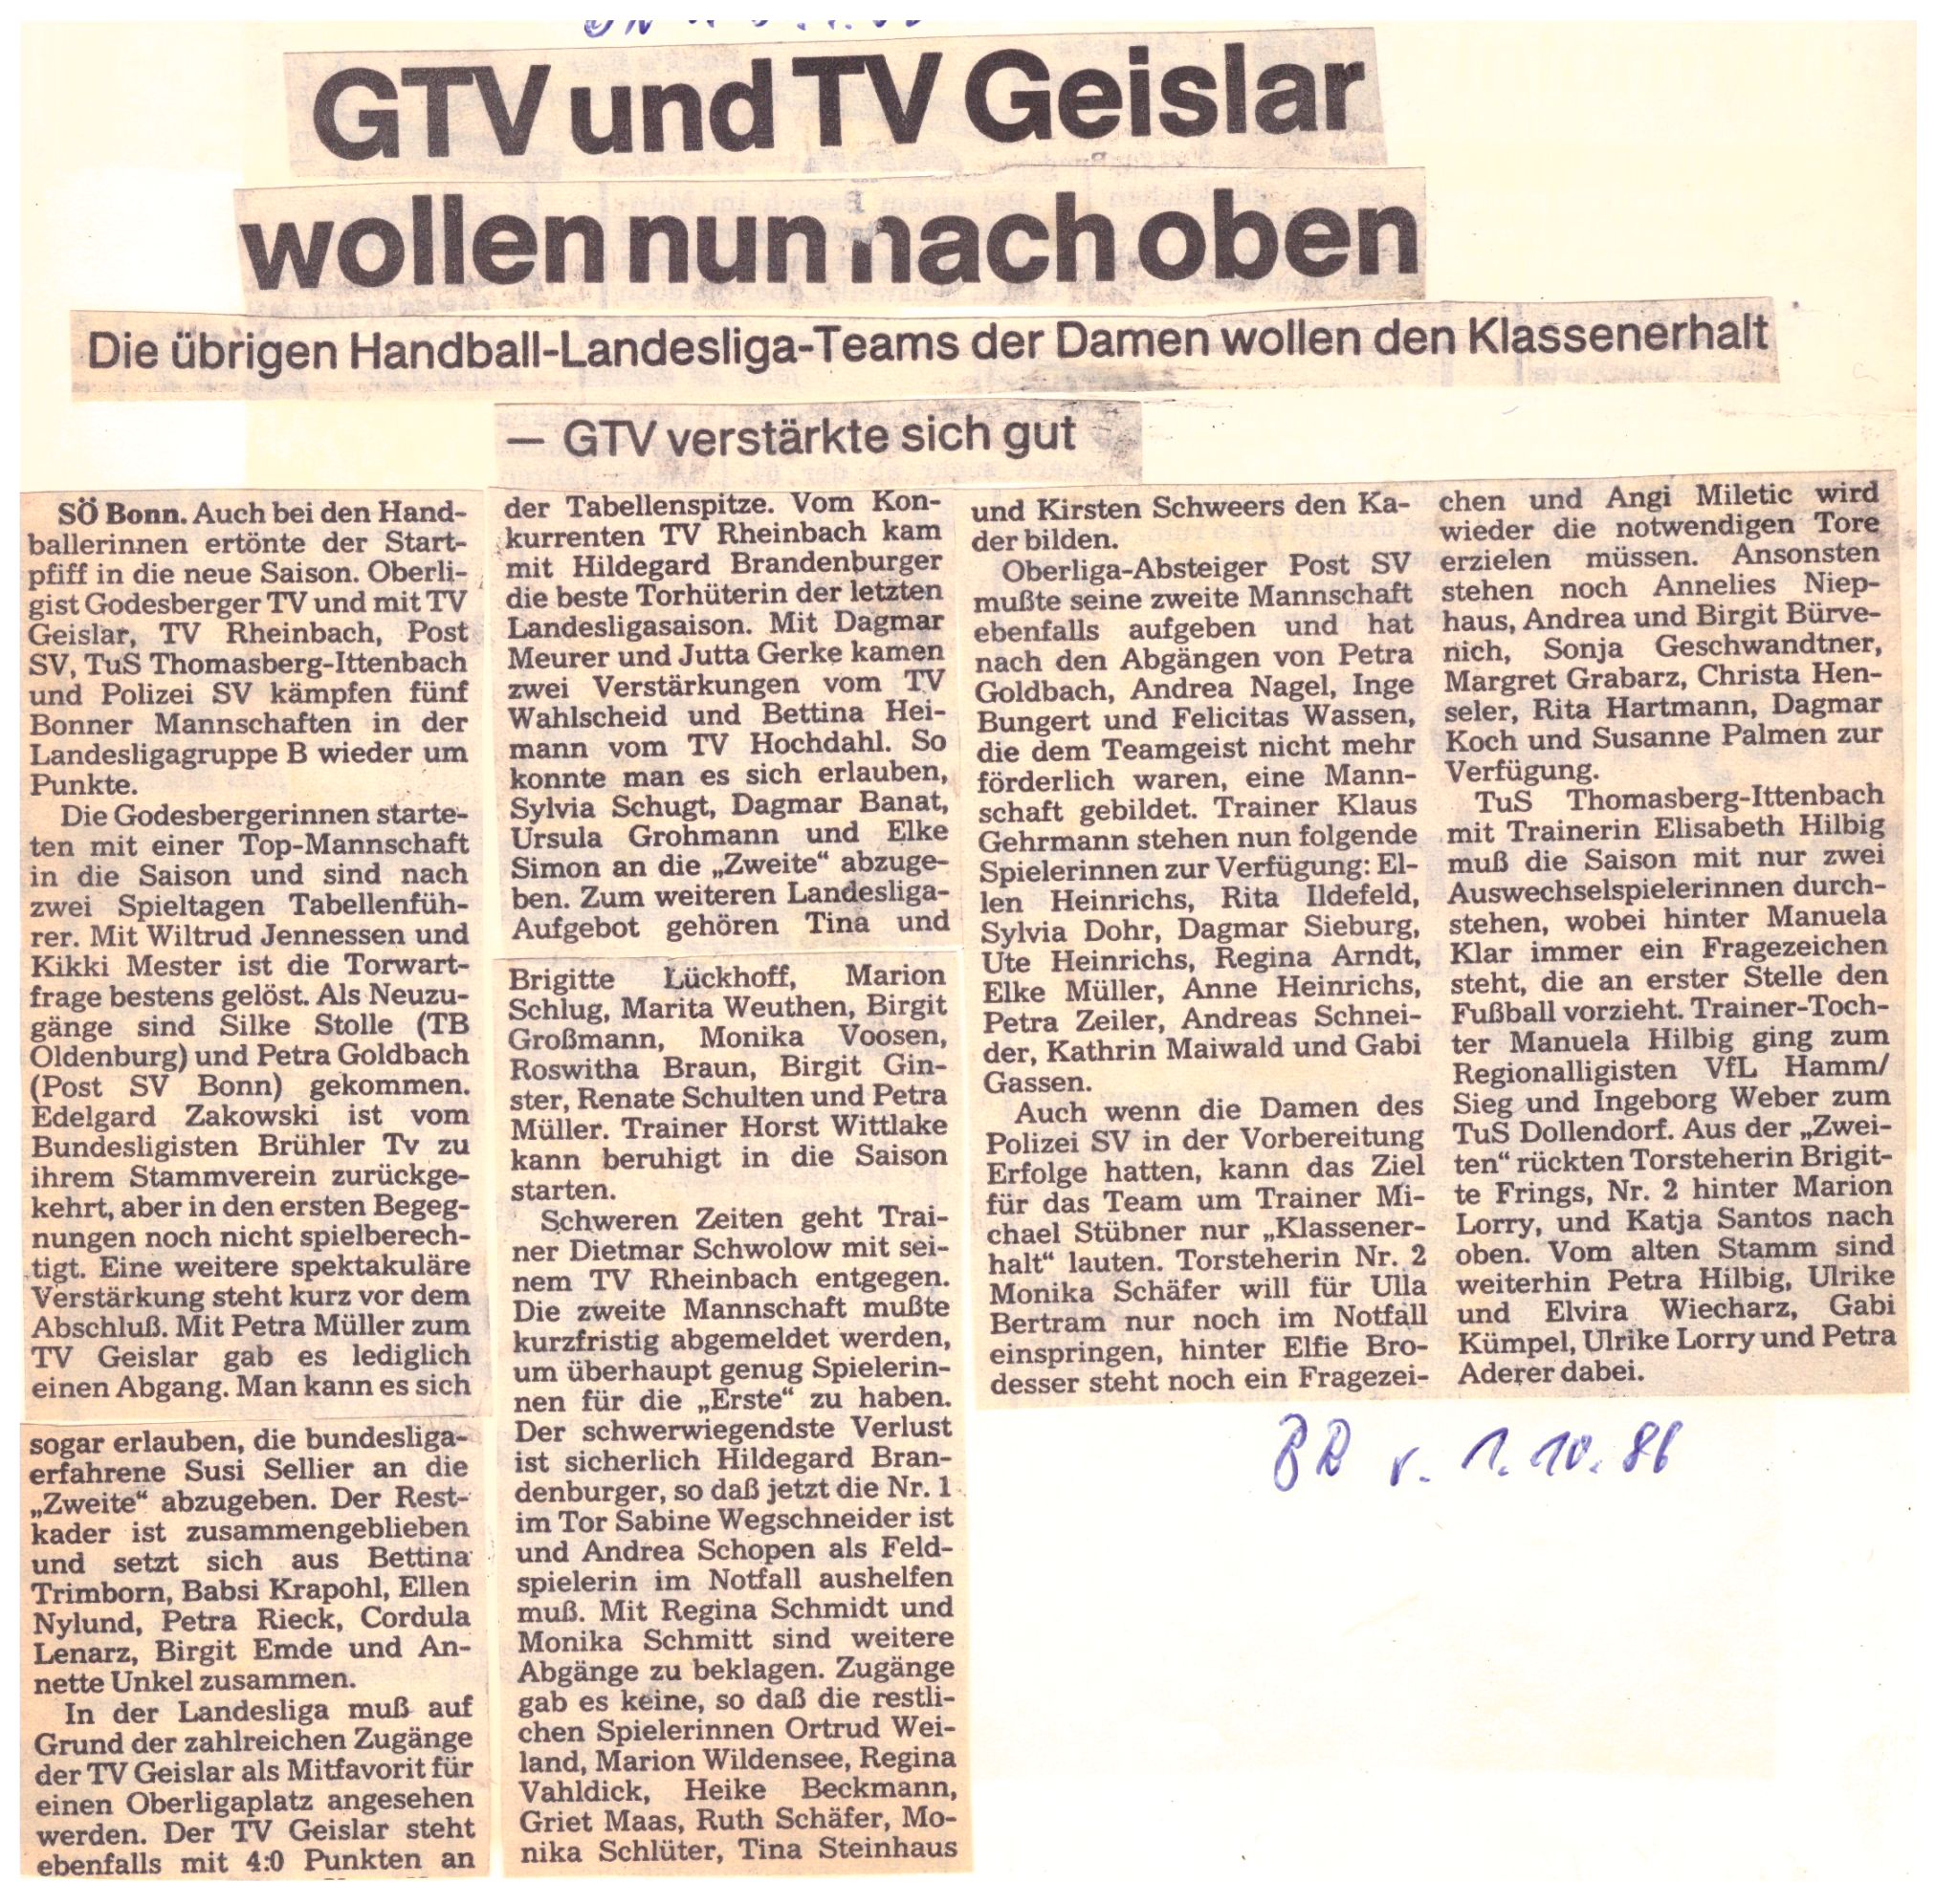 GTV und TV Geislar
wollen nun nach oben
Die übrigen Handball-Landesliga-Teams der Damen wollen den Klassenerhalt
— GTV verstärkte sich gut
SÖ Bonn. Auch bei den Hand-
ballerinnen ertönte der Start-
pfiff in die neue Saison. Oberli-
gist Godesberger TV und mit TV
Geislar, TV Rheinbach, Post
SV, TuS Thomasberg-Ittenbach
und Polizei SV kämpfen fünf
Bonner Mannschaften in der
Landesligagruppe B wieder um
Punkte.
Die Godesbergerinnen starte-
ten mit einer Top-Mannschaft
in die Saison und sind nach
zwei Spieltagen Tabellenfüh-
rer. Mit Wiltrud Jennessen und
Kikki Mester ist die Torwart-
frage bestens gelöst. Als Neuzu-
gänge sind Silke Stolle (TB
Oldenburg) und Petra Goldbach
(Post SV Bonn) gekommen.
Edelgard Zakowski ist vom
Bundesligisten Brühler Tv zu
ihrem Stammverein zurückge-
kehrt, aber in den ersten Begeg-
nungen noch nicht spielberech-
tigt. Eine weitere spektakuläre
Verstärkung steht kurz vor dem
Abschluß. Mit Petra Müller zum
TV Geislar gab es lediglich
einen Abgang. Man kann es sich
sogar erlauben, die bundesliga-
erfahrene Susi Sellier an die
„Zweite“ abzugeben. Der Rest-
kader ist zusammengeblieben
und setzt sich aus Bettina
Trimborn, Babsi Krapohl, Ellen
Nylund, Petra Rieck, Cordula
Lenarz, Birgit Emde und An-
nette Unkel zusammen.
In der Landesliga muß auf
Grund der zahlreichen Zugänge
der TV Geislar als Mitfavorit für
einen Oberligaplatz angesehen
werden. Der TV Geislar steht
ebenfalls mit 4:0 Punkten an
der Tabellenspitze. Vom Kon-
kurrenten TV Rheinbach kam
mit Hildegard Brandenburger
die beste Torhüterin der letzten
Landesligasaison. Mit Dagmar
Meurer und Jutta Gerke kamen
zwei Verstärkungen vom TV
Wahlscheid und Bettina Hei-
mann vom TV Hochdahl. So
konnte man es sich erlauben,
Sylvia Schugt, Dagmar Banat,
Ursula Grohmann und Elke
Simon an die „Zweite“ abzuge-
ben. Zum weiteren Landesliga-
Aufgebot gehören Tina und
Brigitte Lückhoff, Marion
Schlug, Marita Weuthen, Birgit
Großmann, Monika Voosen,
Roswitha Braun, Birgit Gin-
ster, Renate Schulten und Petra
Müller. Trainer Horst Wittlake
kann beruhigt in die Saison
starten.
Schweren Zeiten geht Trai-
ner Dietmar Schwolow mit sei-
nem TV Rheinbach entgegen.
Die zweite Mannschaft mußte
kurzfristig abgemeldet werden,
um überhaupt genug Spielerin-
nen für die „Erste“ zu haben.
Der schwerwiegendste Verlust
ist sicherlich Hildegard Bran-
denburger, so daß jetzt die Nr. 1
im Tor Sabine Wegschneider ist
und Andrea Schopen als Feld-
spielerin im Notfall aushelfen
muß. Mit Regina Schmidt und
Monika Schmitt sind weitere
Abgänge zu beklagen. Zugänge
gab es keine, so daß die restli-
chen Spielerinnen Ortrud Wei-
land, Marion Wildensee, Regina
Vahldick, Heike Beckmann,
Griet Maas, Ruth Schäfer, Mo-
nika Schlüter, Tina Steinhaus
und Kirsten Schweers den Ka-
der bilden.
Oberliga-Absteiger Post SV
mußte seine zweite Mannschaft
ebenfalls aufgeben und hat
nach den Abgängen von Petra
Goldbach, Andrea Nagel, Inge
Bungert und Felicitas Wassen,
die dem Teamgeist nicht mehr
förderlich waren, eine Mann-
schaft gebildet. Trainer Klaus
Gehrmann stehen nun folgende
Spielerinnen zur Verfügung: El-
len Heinrichs, Rita Ildefeld,
Sylvia Dohr, Dagmar Sieburg,
Ute Heinrichs, Regina Arndt,
Elke Müller, Anne Heinrichs,
Petra Zeiler, Andreas Schnei-
der, Kathrin Maiwald und Gabi
Gassen.
Auch wenn die Damen des
Polizei SV in der Vorbereitung
Erfolge hatten, kann das Ziel
für das Team um Trainer Mi-
chael Stübner nur „Klassener-
halt“ lauten. Torsteherin Nr. 2
Monika Schäfer will für Ulla
Bertram nur noch im Notfall
einspringen, hinter Elfie Bro-
desser steht noch ein Fragezei-
chen und Angi Miletic wird
wieder die notwendigen Tore
erzielen müssen. Ansonsten
stehen noch Annelies Niep-
haus, Andrea und Birgit Bürve-
nich, Sonja Geschwandtner,
Margret Grabarz, Christa Hen-
seler, Rita Hartmann, Dagmar
Koch und Susanne Palmen zur
Verfügung.
TuS Thomasberg-Ittenbach
mit Trainerin Elisabeth Hilbig
muß die Saison mit nur zwei
Auswechselspielerinnen durch-
stehen, wobei hinter Manuela
Klar immer ein Fragezeichen
steht, die an erster Stelle den
Fußball vorzieht. Trainer-Toch-
ter Manuela Hilbig ging zum
Regionalligisten VfL Hamm/
Sieg und Ingeborg Weber zum
TuS Dollendorf. Aus der „Zwei-
ten“ rückten Torsteherin Brigit-
te Frings, Nr. 2 hinter Marion
Lorry, und Katja Santos nach
oben. Vom alten Stamm sind
weiterhin Petra Hilbig, Ulrike
und Elvira Wiecharz, Gabi
Kümpel, Ulrike Lorry und Petra
Aderer dabei.
v. 1.10.86